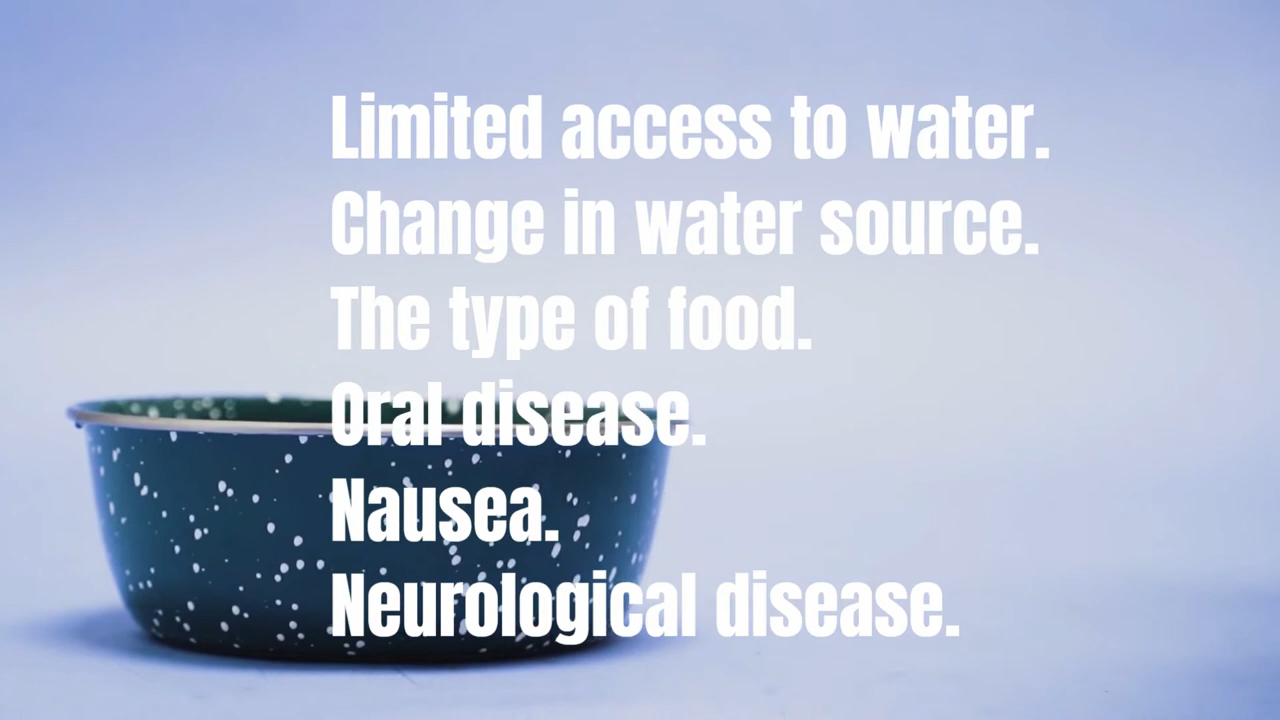 Limited access to water.
Change in water source.
The type of food.
Oral disease.
Nausea.
Neurological disease.